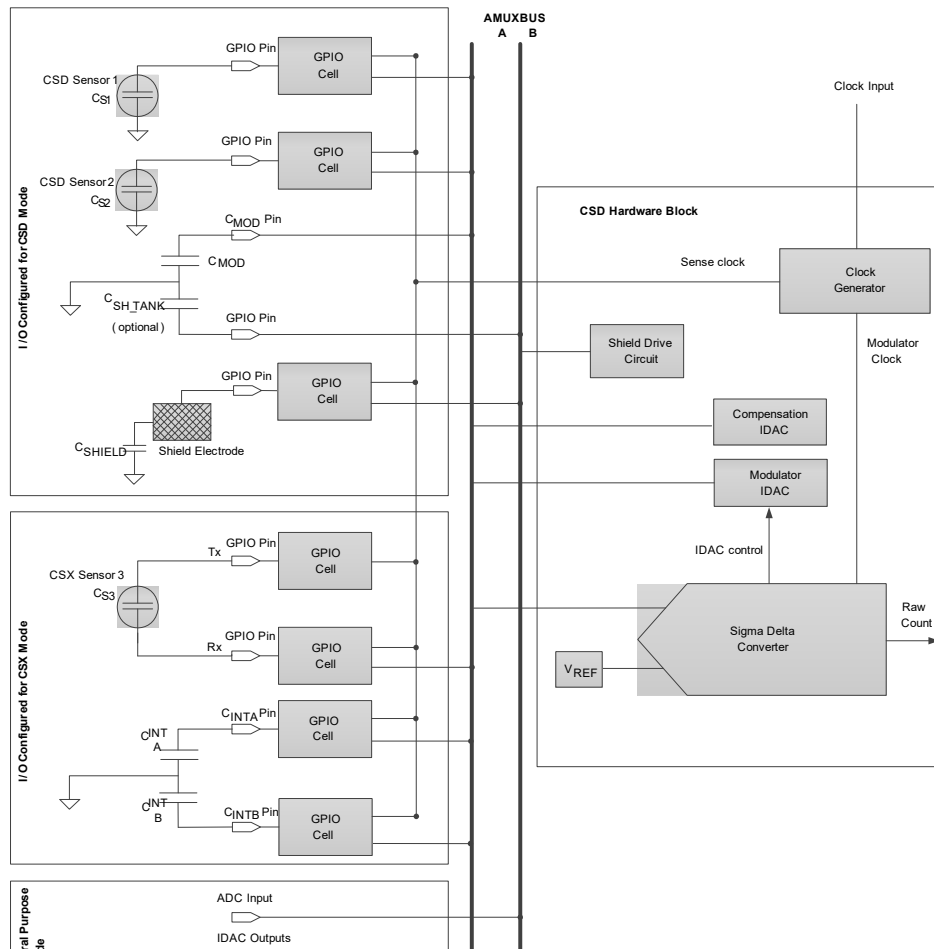 AMUXBUS
A B
I/O Configured for CSD Mode
GPIO Pin
GPIO
Cell
CSD Sensor 1
CS1
GPIO Pin
GPIO
Cell
CSD Sensor 2
CS2
CMOD Pin
CMOD
CSH_TANK
(optional)
GPIO Pin
GPIO Pin
GPIO
Cell
CSHIELD
Shield Electrode
I/O Configured for CSX Mode
Tx
GPIO Pin
GPIO
Cell
CSX Sensor 3
CS3
Rx
GPIO Pin
GPIO
Cell
CINTA Pin
GPIO
Cell
CINT
A
CINT
B
CINTB Pin
GPIO
Cell
ral Purpose
de
ADC Input
IDAC Outputs
Clock Input
CSD Hardware Block
Sense clock
Clock
Generator
Shield Drive
Circuit
Modulator
Clock
Compensation
IDAC
Modulator
IDAC
IDAC control
Sigma Delta
Converter
Raw
Count
VREF